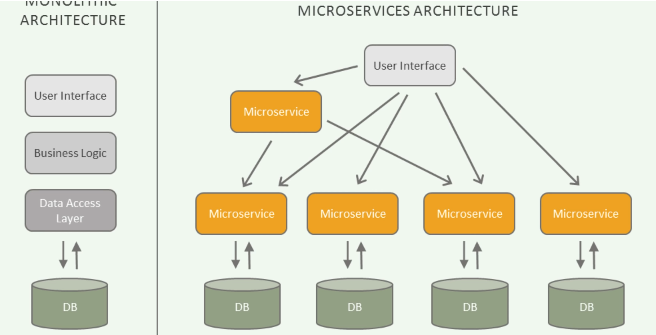 MONOLITHIC
ARCHITECTURE
User Interface
Business Logic
Data Access
Layer
DB
MICROSERVICES ARCHITECTURE
User Interface
Microservice
Microservice
Microservice
Microservice
Microservice
DB
DB
DB
DB